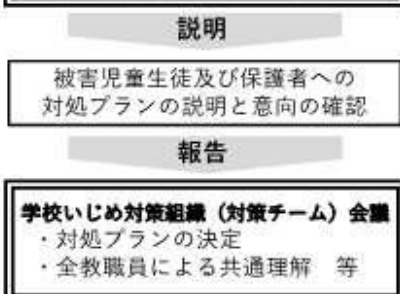 説明
被害児童生徒及び保護者への
対処プランの説明と意向の確認
報告
学校いじめ対策組織（対策チーム）会議
・対処プランの決定
・全教職員による共通理解　等